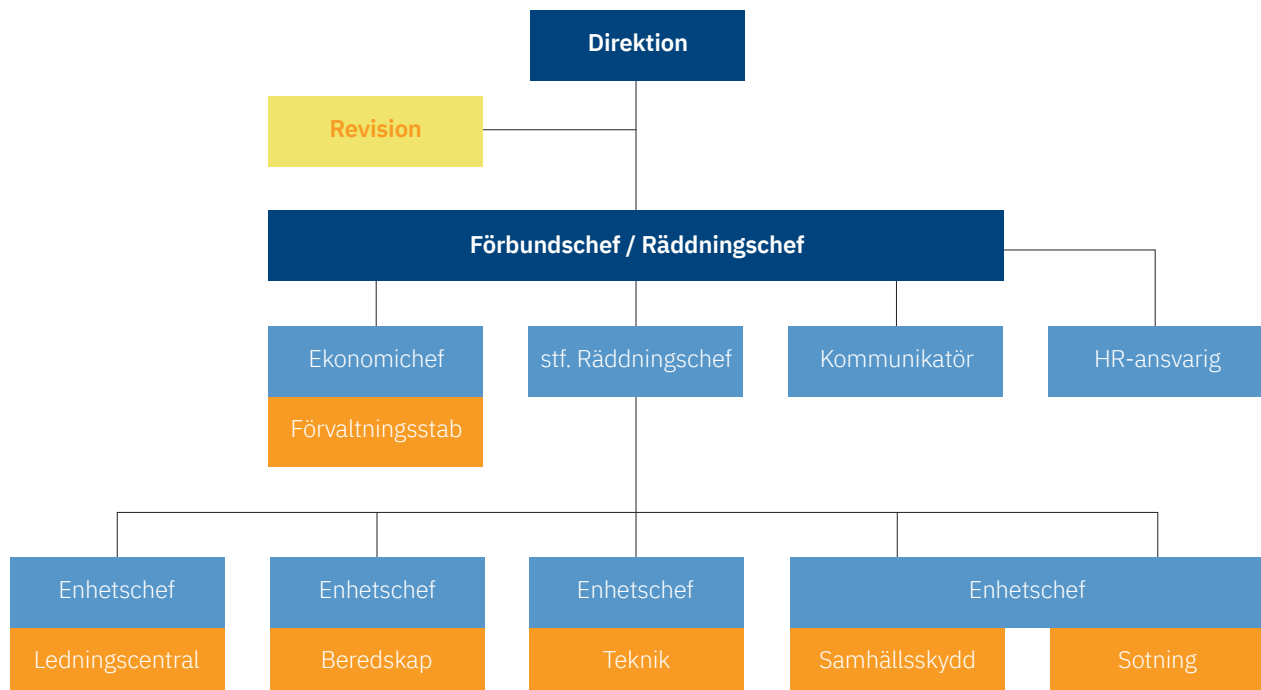 Direktion
Revision
Förbundschef / Räddningschef
Ekonomichef
stf. Räddningschef
Kommunikatör
HR-ansvarig
Förvaltningsstab
Enhetschef
Enhetschef
Enhetschef
Enhetschef
Ledningscentral
Beredskap
Teknik
Samhällsskydd
Sotning